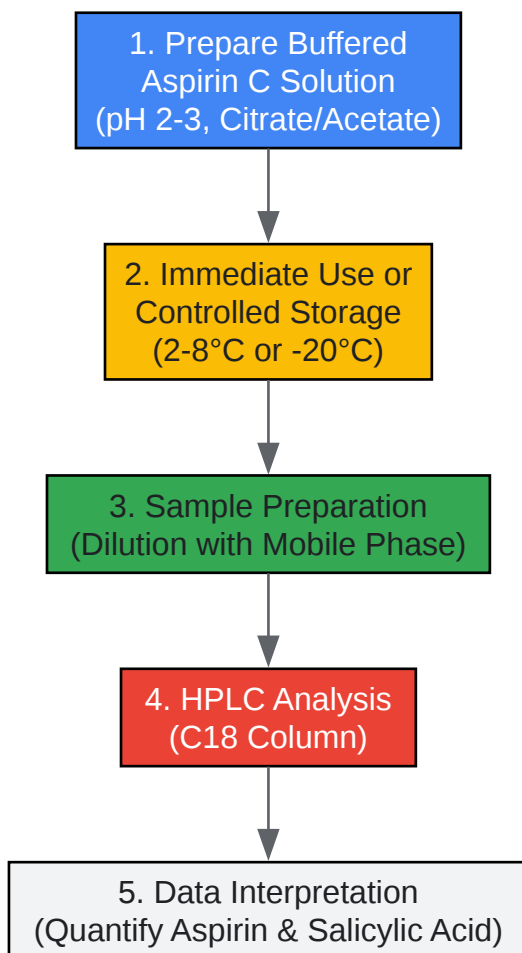 1. Prepare Buffered
Aspirin C Solution
(pH 2-3, Citrate/Acetate)
2. Immediate Use or
Controlled Storage
(2-8°C or -20°C)
3. Sample Preparation
(Dilution with Mobile Phase)
4. HPLC Analysis
(C18 Column)
5. Data Interpretation
(Quantify Aspirin & Salicylic Acid)